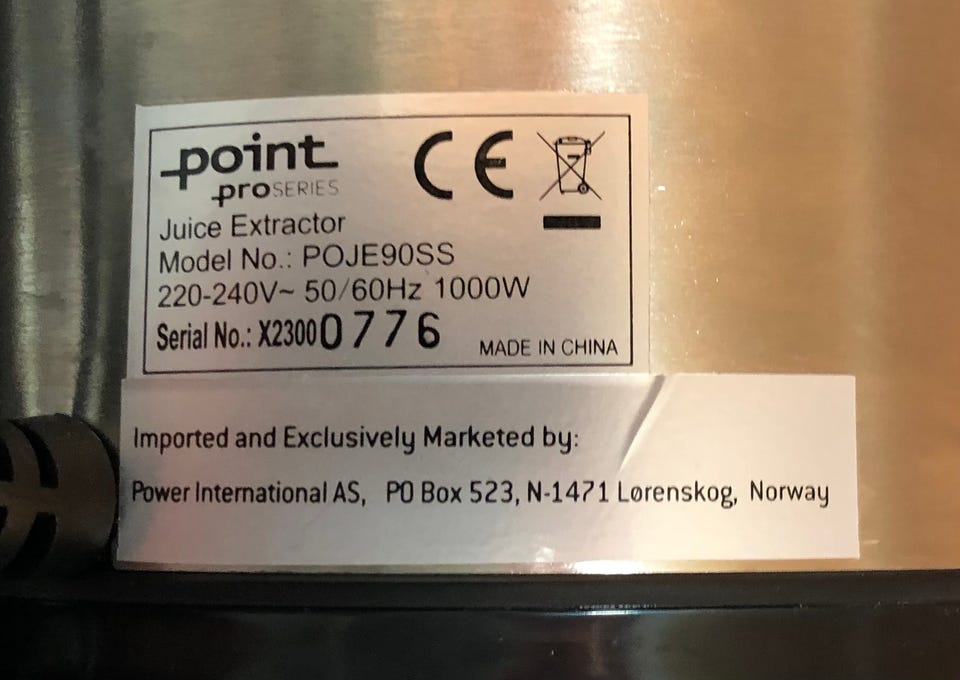 point
proSERIES
CE
Juice Extractor
Model No.: POJE90SS
220-240V~ 50/60Hz 1000W
Serial No.: X23000776
MADE IN CHINA
Imported and Exclusively Marketed by:
Power International AS, PO Box 523, N-1471 Lørenskog, Norway